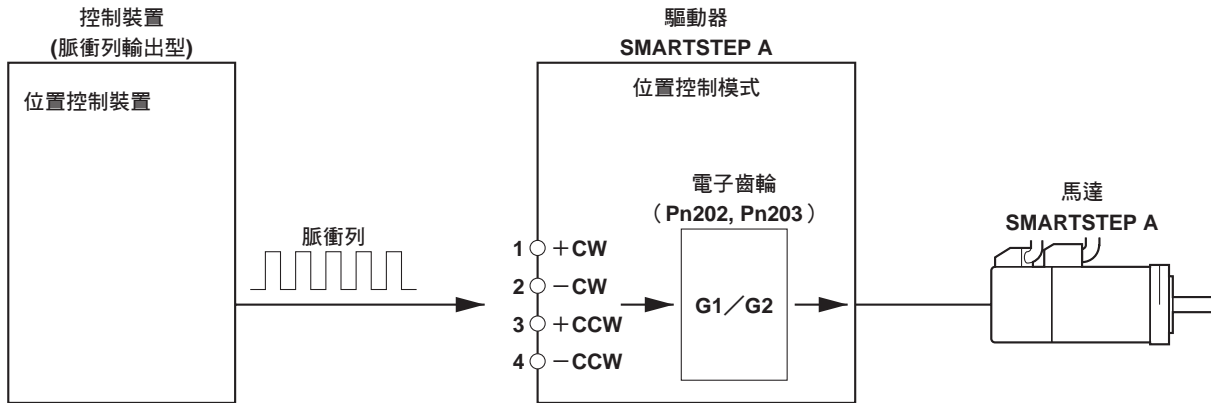 控制裝置
(脈衝列輸出型)
位置控制裝置
脈衝列
驅動器
SMARTSTEP A
位置控制模式
電子齒輪
（Pn202, Pn203）
1 ＋CW
2 －CW
3 ＋CCW
4 －CCW
G1／G2
馬達
SMARTSTEP A